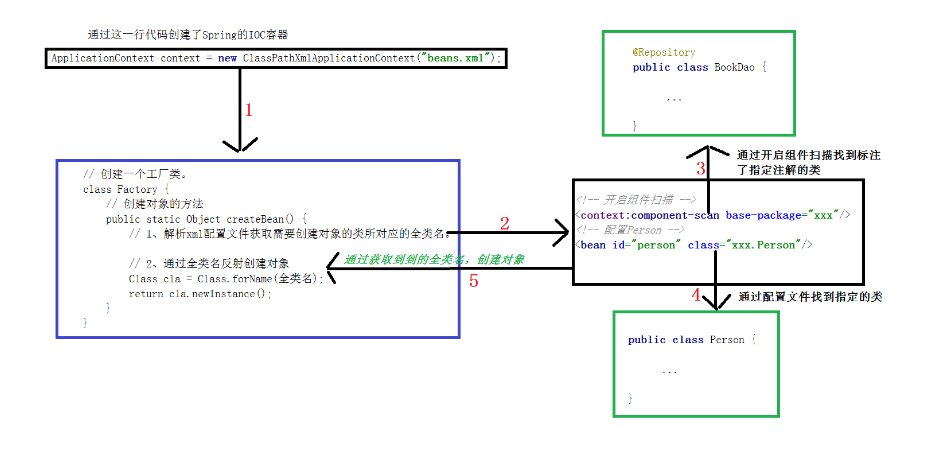 通过这一行代码创建了Spring的IOC容器
ApplicationContext context = new ClassPathXmlApplicationContext("beans.xml");
1
// 创建一个工厂类。
class Factory {
// 创建对象的方法
public static Object createBean() {
// 1、解析xml配置文件获取需要创建对象的类所对应的全类名。
// 2、通过全类名反射创建对象
Class cla = Class.forName(全类名);
return cla.newInstance();
}
}
2
通过获取到到的全类名，创建对象
5
@Repository
public class BookDao {
...
}
3
通过开启组件扫描找到标注
了指定注解的类
<!-- 开启组件扫描 -->
<context:component-scan base-package="xxx"/>
<!-- 配置Person -->
<bean id="person" class="xxx.Person"/>
4
通过配置文件找到指定的类
public class Person {
...
}